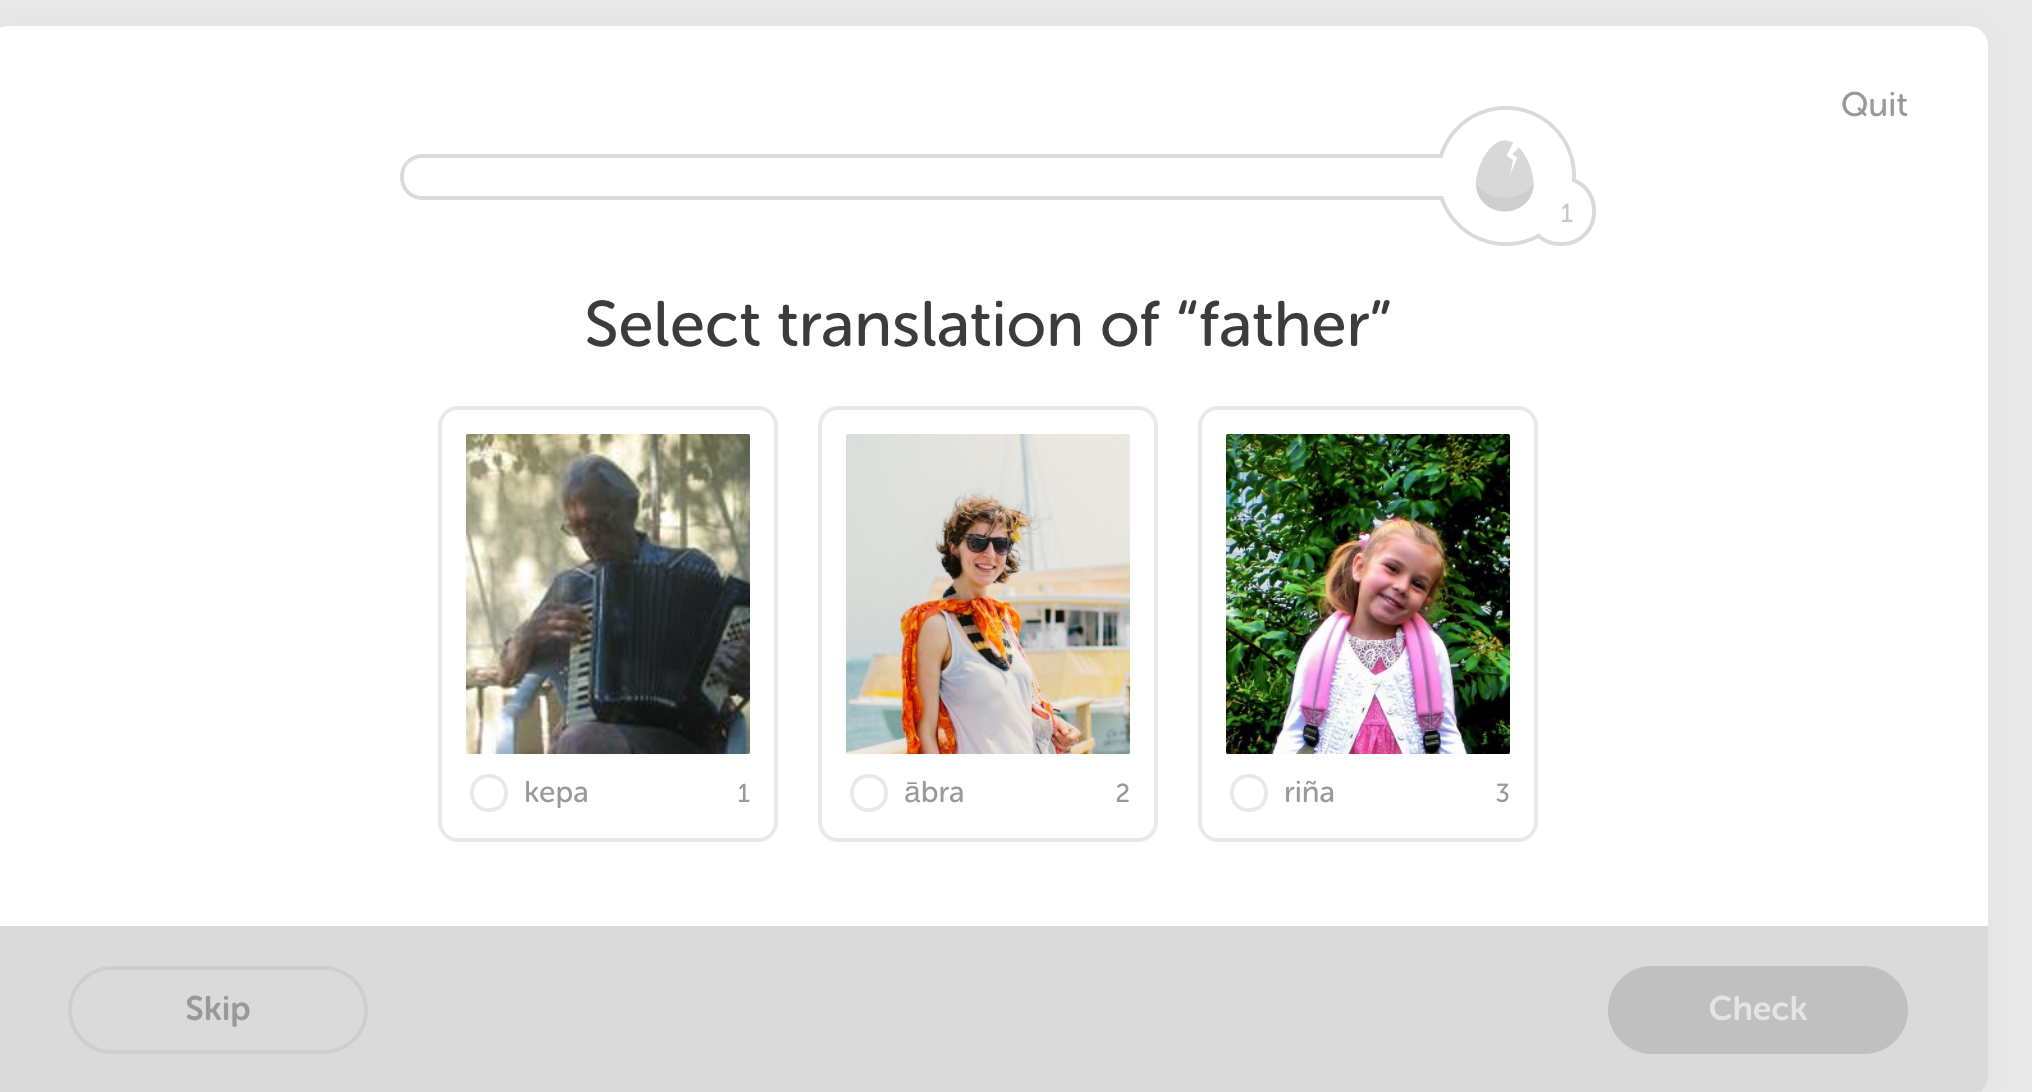 Quit
1
Select translation of “father”
kepa 1
ābra 2
riña 3
Skip
Check